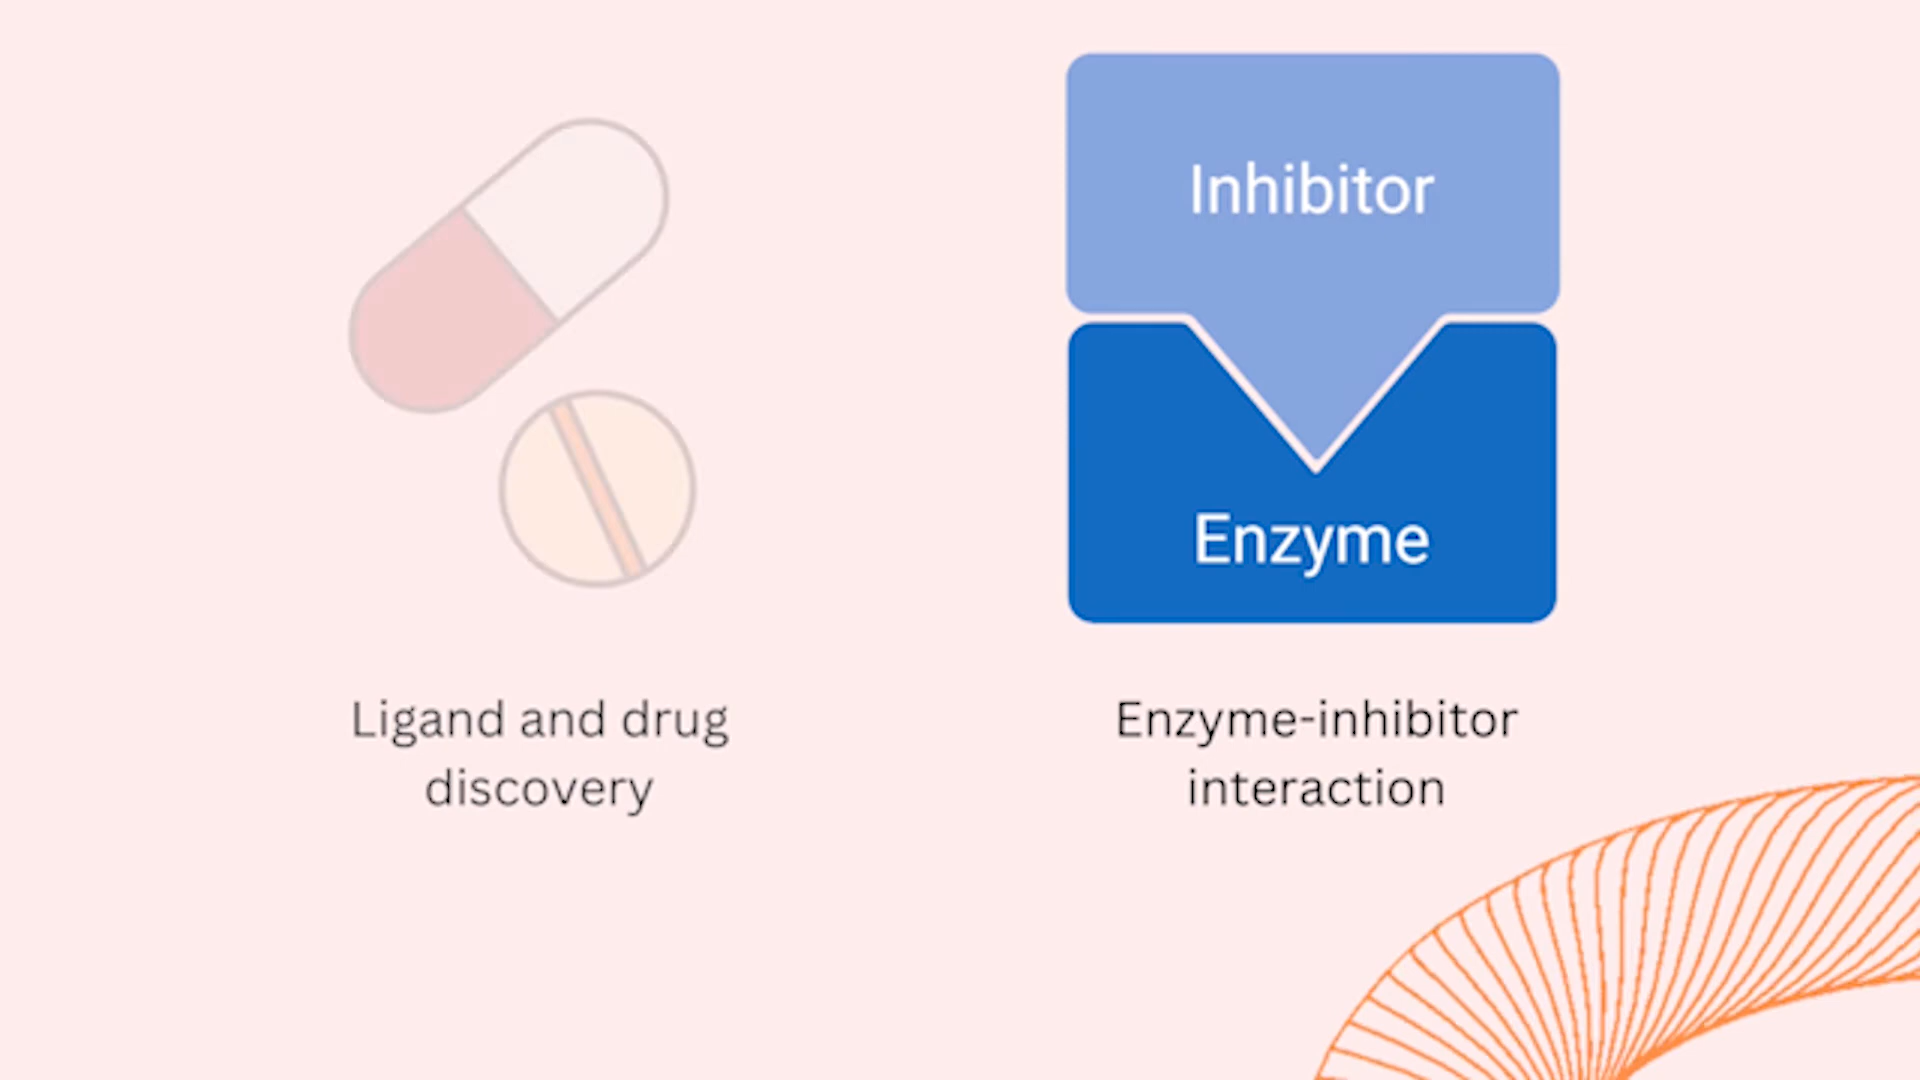 Inhibitor
Enzyme
Ligand and drug
discovery
Enzyme-inhibitor
interaction